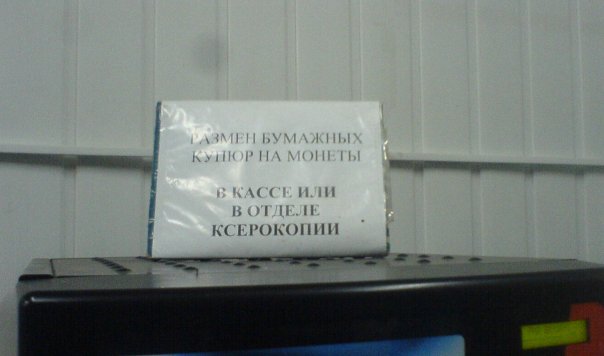 РАЗМЕН БУМАЖНЫХ
КУПЮР НА МОНЕТЫ
В КАССЕ ИЛИ
В ОТДЕЛЕ
КСЕРОКОПИИ